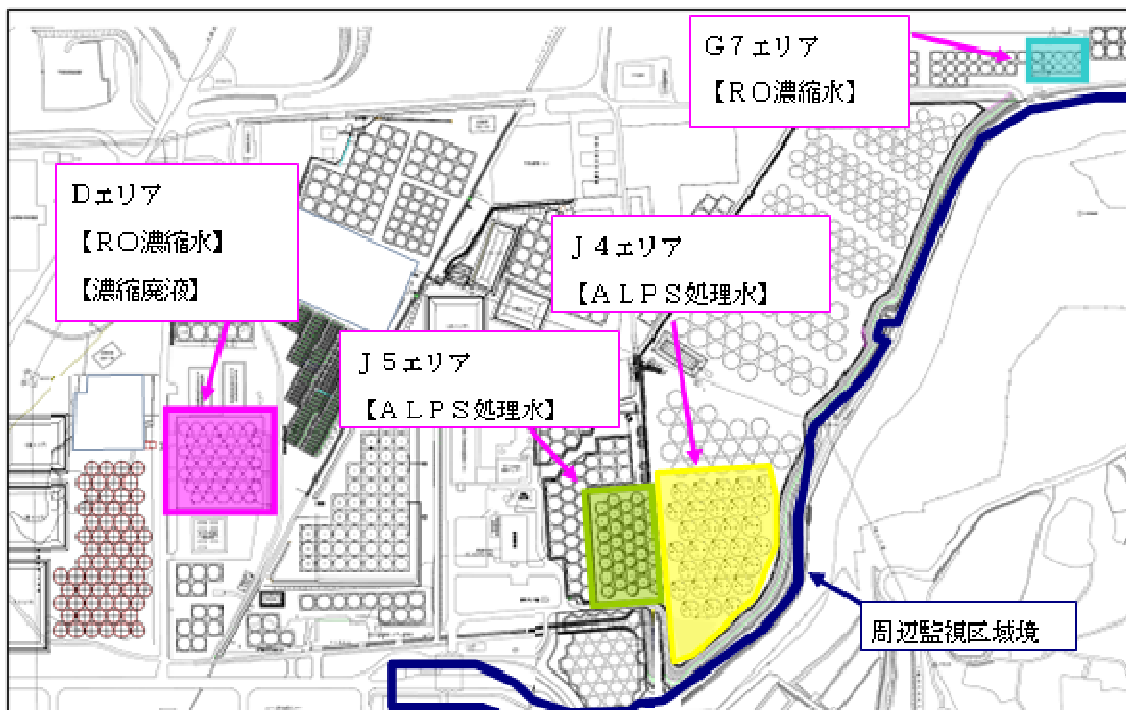 G7エリア
【RO濃縮水】
Dエリア
【RO濃縮水】
【濃縮廃液】
J4エリア
【ALPS処理水】
J5エリア
【ALPS処理水】
周辺監視区域境